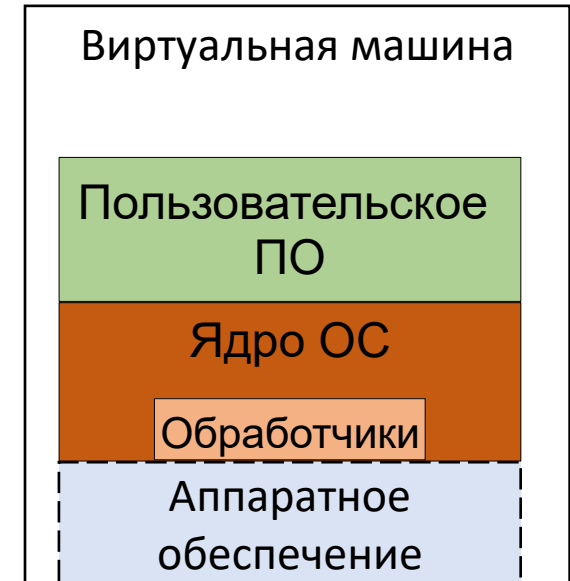 Виртуальная машина
Пользовательское
ПО
Ядро ОС
Обработчики
Аппаратное
обеспечение